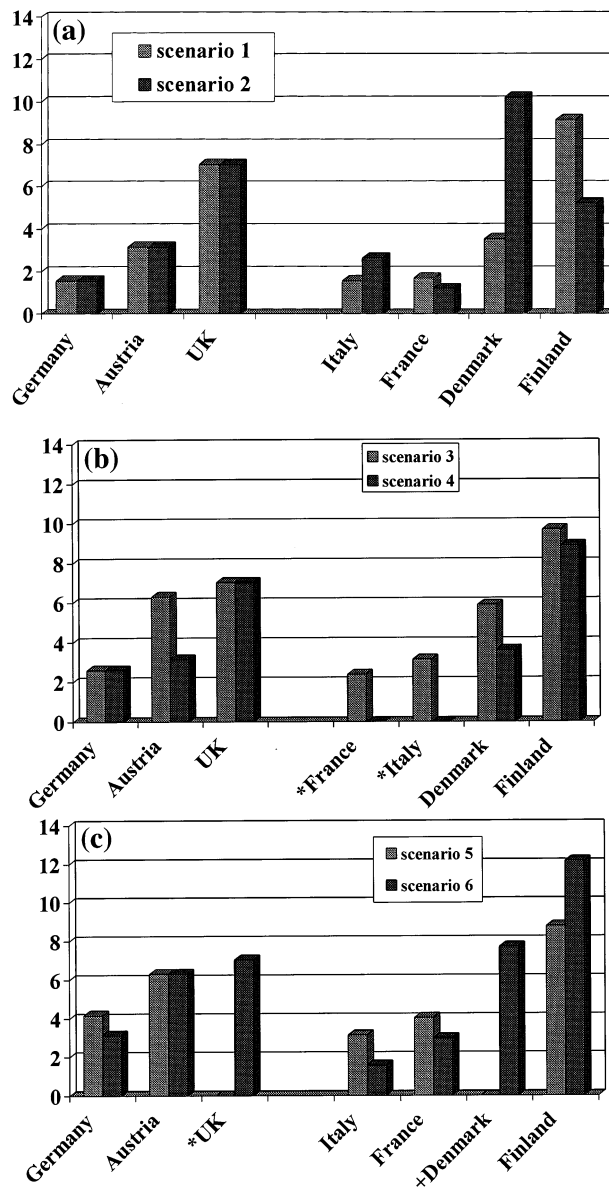 (a)
14
12
10
8
6
4
2
0
scenario 1
scenario 2
Germany
Austria
UK
Italy
France
Denmark
Finland
(b)
14
12
10
8
6
4
2
0
scenario 3
scenario 4
Germany
Austria
UK
*France
*Italy
Denmark
Finland
(c)
14
12
10
8
6
4
2
0
scenario 5
scenario 6
Germany
Austria
*UK
Italy
France
+Denmark
Finland